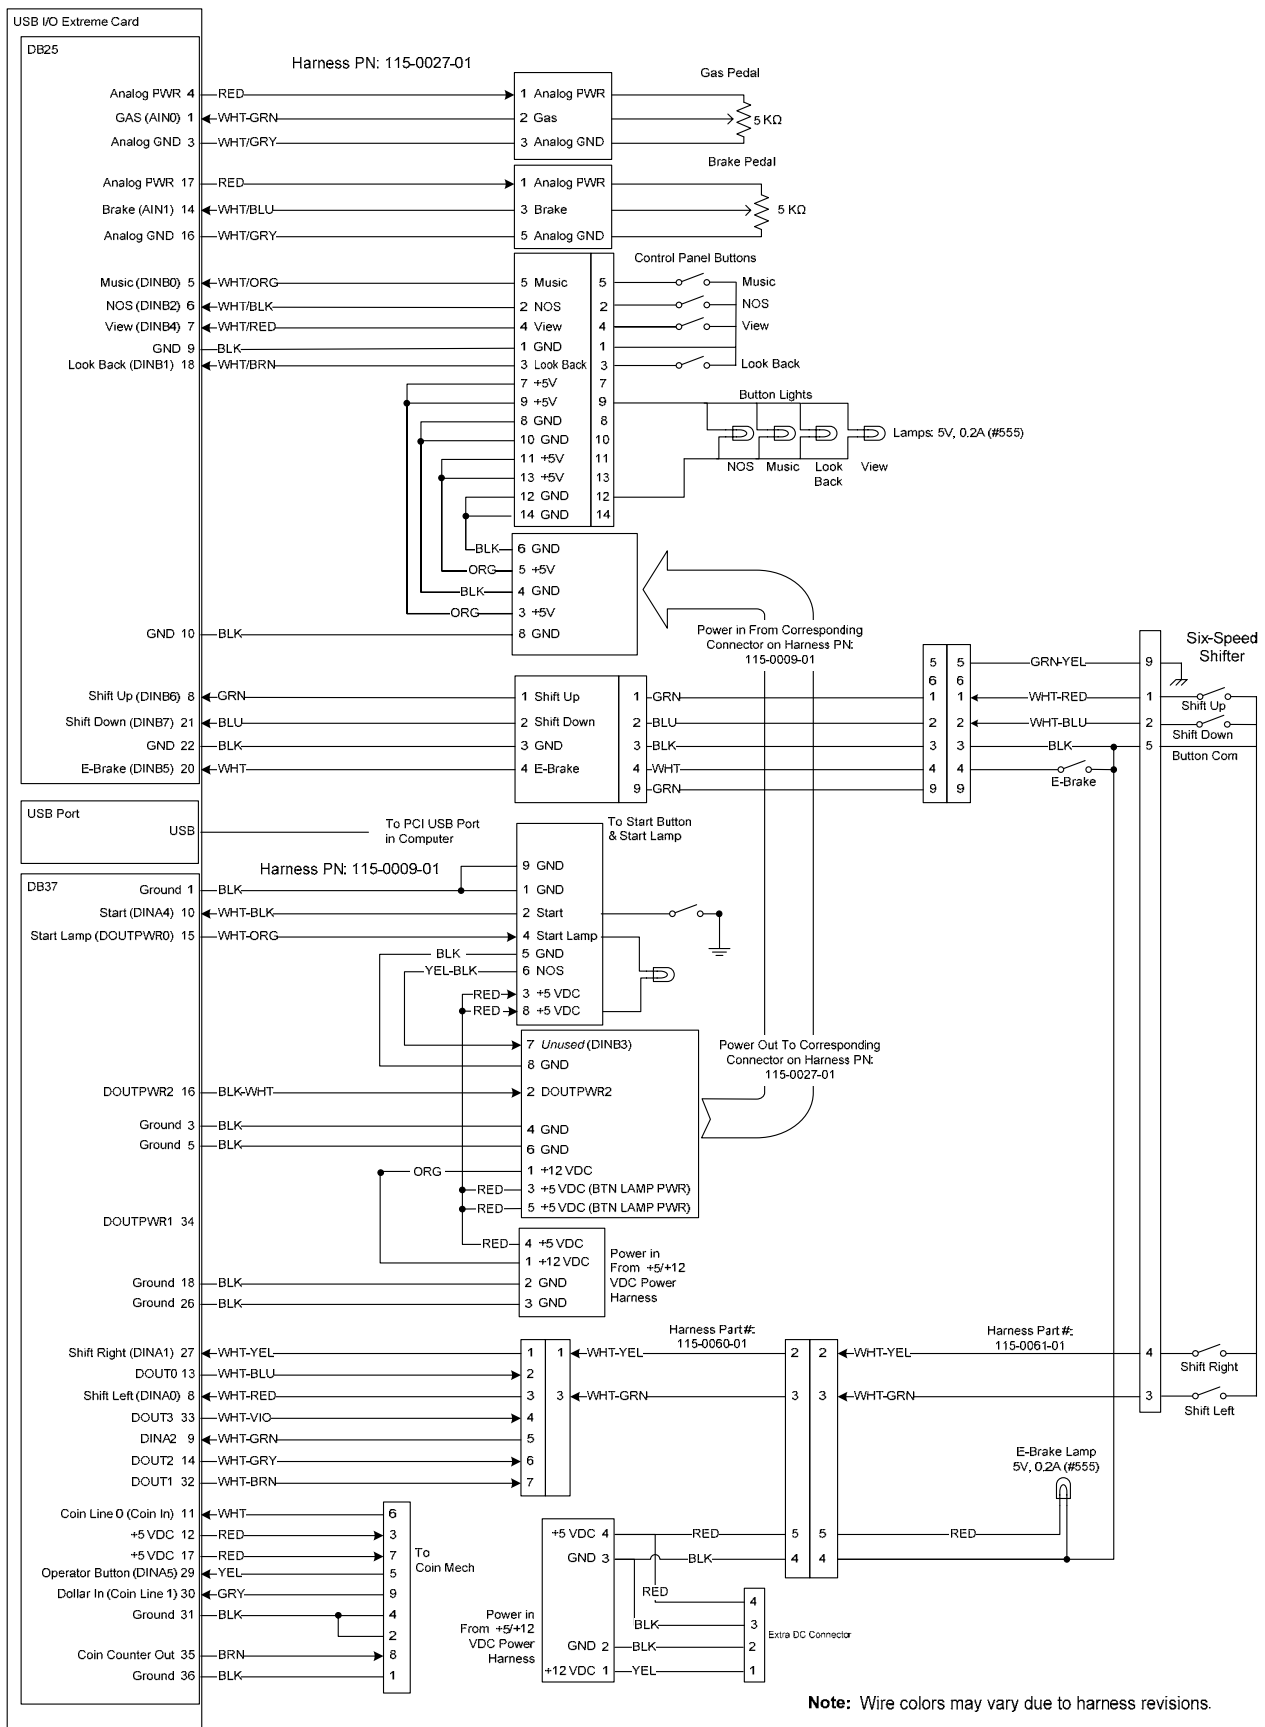 USB I/O Extreme Card
DB25
Harness PN: 115-0027-01
Gas Pedal
Analog PWR 4 RED 1 Analog PWR
GAS (AIN0) 1 WHT-GRN 2 Gas 5 KΩ
Analog GND 3 WHT/GRY 3 Analog GND
Brake Pedal
Analog PWR 17 RED 1 Analog PWR
Brake (AIN1) 14 WHT/BLU 3 Brake 5 KΩ
Analog GND 16 WHT/GRY 5 Analog GND
Control Panel Buttons
Music (DINB0) 5 WHT/ORG 5 Music 5 Music
NOS (DINB2) 6 WHT/BLK 2 NOS 2 NOS
View (DINB4) 7 WHT/RED 4 View 4 View
GND 9 BLK 1 GND 1
Look Back (DINB1) 18 WHT/BRN 3 Look Back 3 Look Back
7 +5V 7
Button Lights
9 +5V 9
8 GND 8
Lamps: 5V, 0.2A (#555)
10 GND 10
11 +5V 11
NOS Music Look Back View
13 +5V 13
12 GND 12
14 GND 14
BLK 6 GND
ORG 5 +5V
BLK 4 GND
ORG 3 +5V
GND 10 BLK 8 GND
Power in From Corresponding
Connector on Harness PN:
115-0009-01
Six-Speed
Shifter
5 5 GRN-YEL 9
6 6
Shift Up (DINB6) 8 GRN 1 Shift Up 1 GRN 1 1 WHT-RED 1
Shift Up
Shift Down (DINB7) 21 BLU 2 Shift Down 2 BLU 2 2 WHT-BLU 2
Shift Down
GND 22 BLK 3 GND 3 BLK 3 3 BLK 5
Button Com
E-Brake (DINB5) 20 WHT 4 E-Brake 4 WHT 4 4
E-Brake
9 GRN 9 9
USB Port
USB
To PCI USB Port
in Computer
To Start Button
& Start Lamp
Harness PN: 115-0009-01
DB37
9 GND
Ground 1 BLK 1 GND
Start (DINA4) 10 WHT-BLK 2 Start
Start Lamp (DOUTPWR0) 15 WHT-ORG 4 Start Lamp
BLK 5 GND
YEL-BLK 6 NOS
RED 3 +5 VDC
RED 8 +5 VDC
7 Unused (DINB3)
8 GND
Power Out To Corresponding
Connector on Harness PN:
115-0027-01
DOUTPWR2 16 BLK-WHT 2 DOUTPWR2
Ground 3 BLK 4 GND
Ground 5 BLK 6 GND
ORG 1 +12 VDC
RED 3 +5 VDC (BTN LAMP PWR)
RED 5 +5 VDC (BTN LAMP PWR)
DOUTPWR1 34
RED 4 +5 VDC
1 +12 VDC
Ground 18 BLK 2 GND
Ground 26 BLK 3 GND
Power in
From +5/+12
VDC Power
Harness
Harness Part#:
115-0060-01
Harness Part #:
115-0061-01
Shift Right (DINA1) 27 WHT-YEL 1 1 WHT-YEL 2 2 WHT-YEL 4
Shift Right
DOUT0 13 WHT-BLU 2
Shift Left (DINA0) 8 WHT-RED 3 3 WHT-GRN 3 3 WHT-GRN 3
Shift Left
DOUT3 33 WHT-VIO 4
DINA2 9 WHT-GRN 5
DOUT2 14 WHT-GRY 6
DOUT1 32 WHT-BRN 7
E-Brake Lamp
5V, 0.2A (#555)
Coin Line 0 (Coin In) 11 WHT 6
+5 VDC 12 RED 3
+5 VDC 17 RED 7
Operator Button (DINA5) 29 YEL 5
Dollar In (Coin Line 1) 30 GRY 9
Ground 31 BLK 4
2
Coin Counter Out 35 BRN 8
Ground 36 BLK 1
To
Coin Mech
+5 VDC 4 RED 5 5 RED
GND 3 BLK 4 4
RED 4
BLK 3
GND 2 BLK 2
+12 VDC 1 YEL 1
Extra DC Connector
Power in
From +5/+12
VDC Power
Harness
Note: Wire colors may vary due to harness revisions.